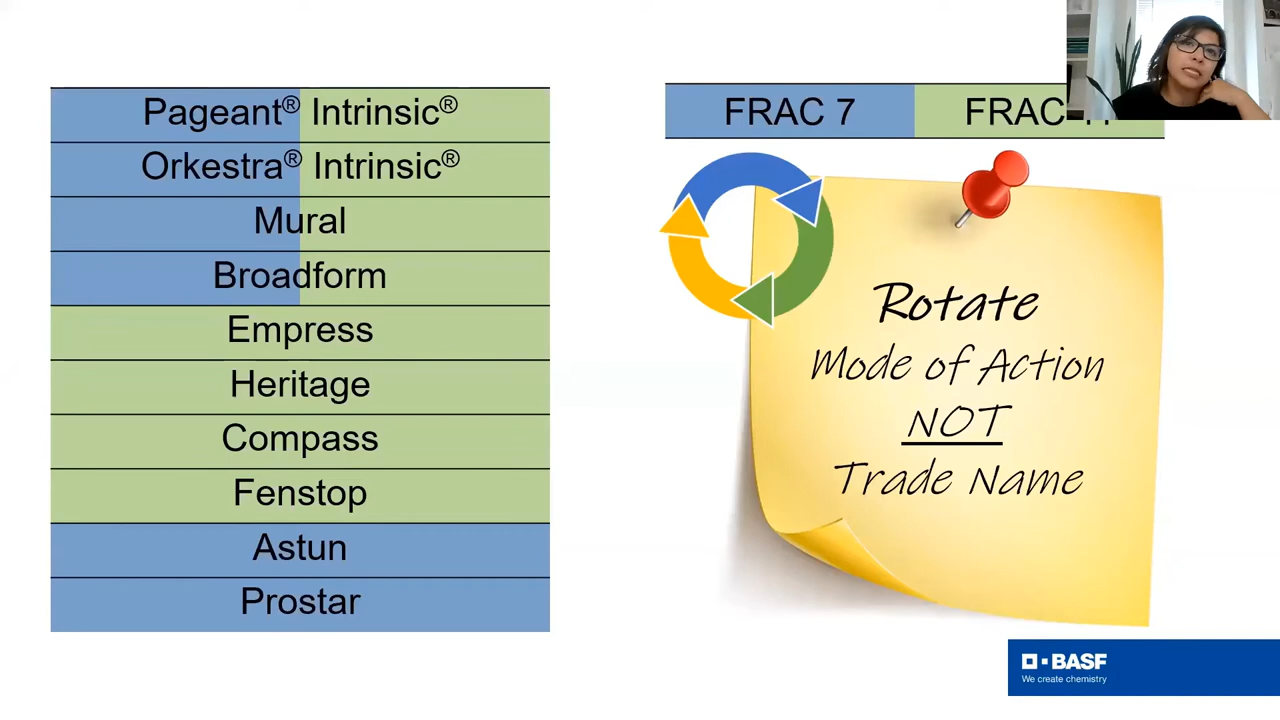 Pageant® Intrinsic®
Orkestra® Intrinsic®
Mural
Broadform
Empress
Heritage
Compass
Fenstop
Astun
Prostar
FRAC 7
FRAC
Rotate
Mode of Action
NOT
Trade Name
BASF
We create chemistry